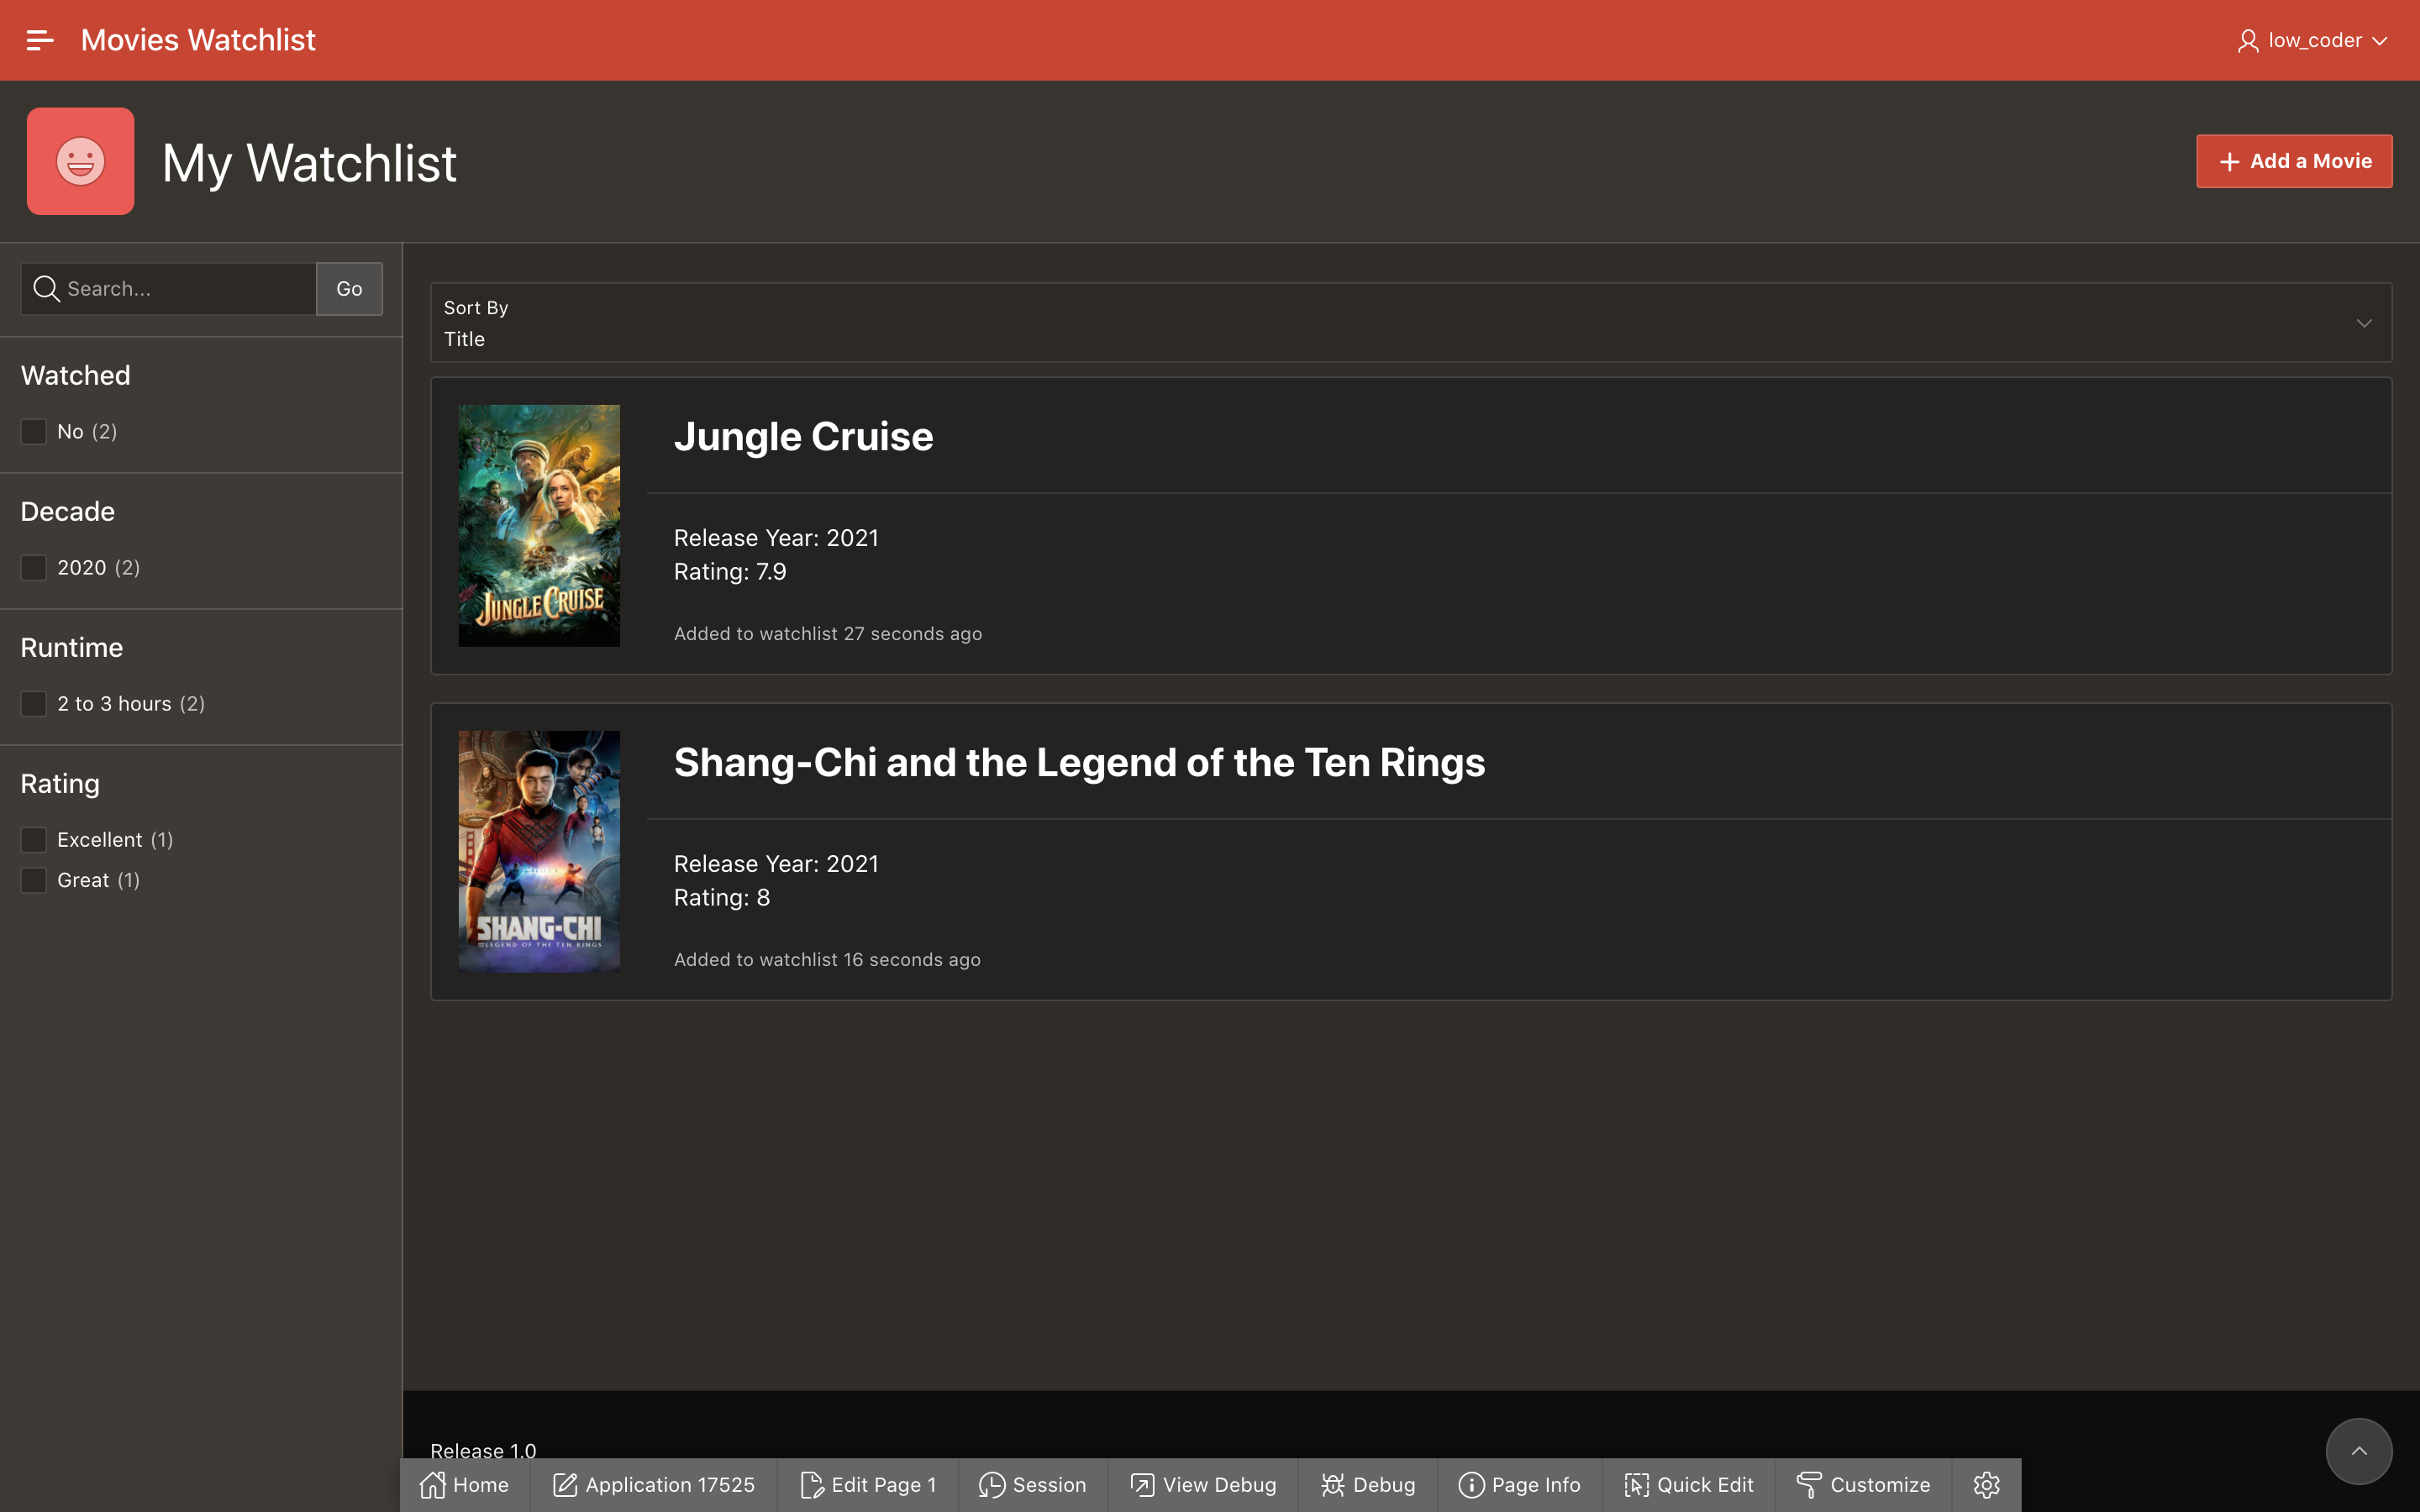 Movies Watchlist
low_coder
My Watchlist
Add a Movie
Search...
Go
Watched
No (2)
Decade
2020 (2)
Runtime
2 to 3 hours (2)
Rating
Excellent (1)
Great (1)
Sort By
Title
JUNGLE CRUISE
Jungle Cruise
Release Year: 2021
Rating: 7.9
Added to watchlist 27 seconds ago
SHANG-CHI
AND THE LEGEND OF THE TEN RINGS
Shang-Chi and the Legend of the Ten Rings
Release Year: 2021
Rating: 8
Added to watchlist 16 seconds ago
Release 1.0
Home
Application 17525
Edit Page 1
Session
View Debug
Debug
Page Info
Quick Edit
Customize